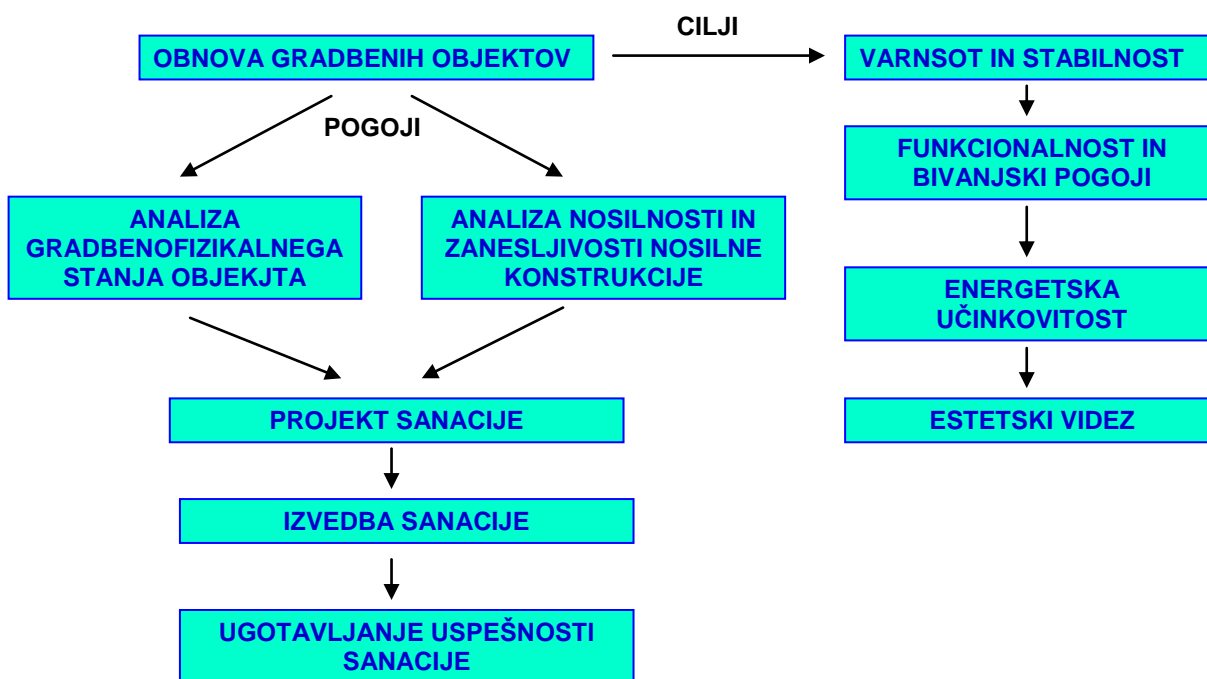 CILJI
OBNOVA GRADBENIH OBJEKTOV
VARNSOT IN STABILNOST
POGOJI
FUNKCIONALNOST IN
BIVANJSKI POGOJI
ANALIZA
GRADBENOFIZIKALNEGA
STANJA OBJEKJTA
ANALIZA NOSILNOSTI IN
ZANESLJIVOSTI NOSILNE
KONSTRUKCIJE
ENERGETSKA
UČINKOVITOST
PROJEKT SANACIJE
ESTETSKI VIDEZ
IZVEDBA SANACIJE
UGOTAVLJANJE USPEŠNOSTI
SANACIJE